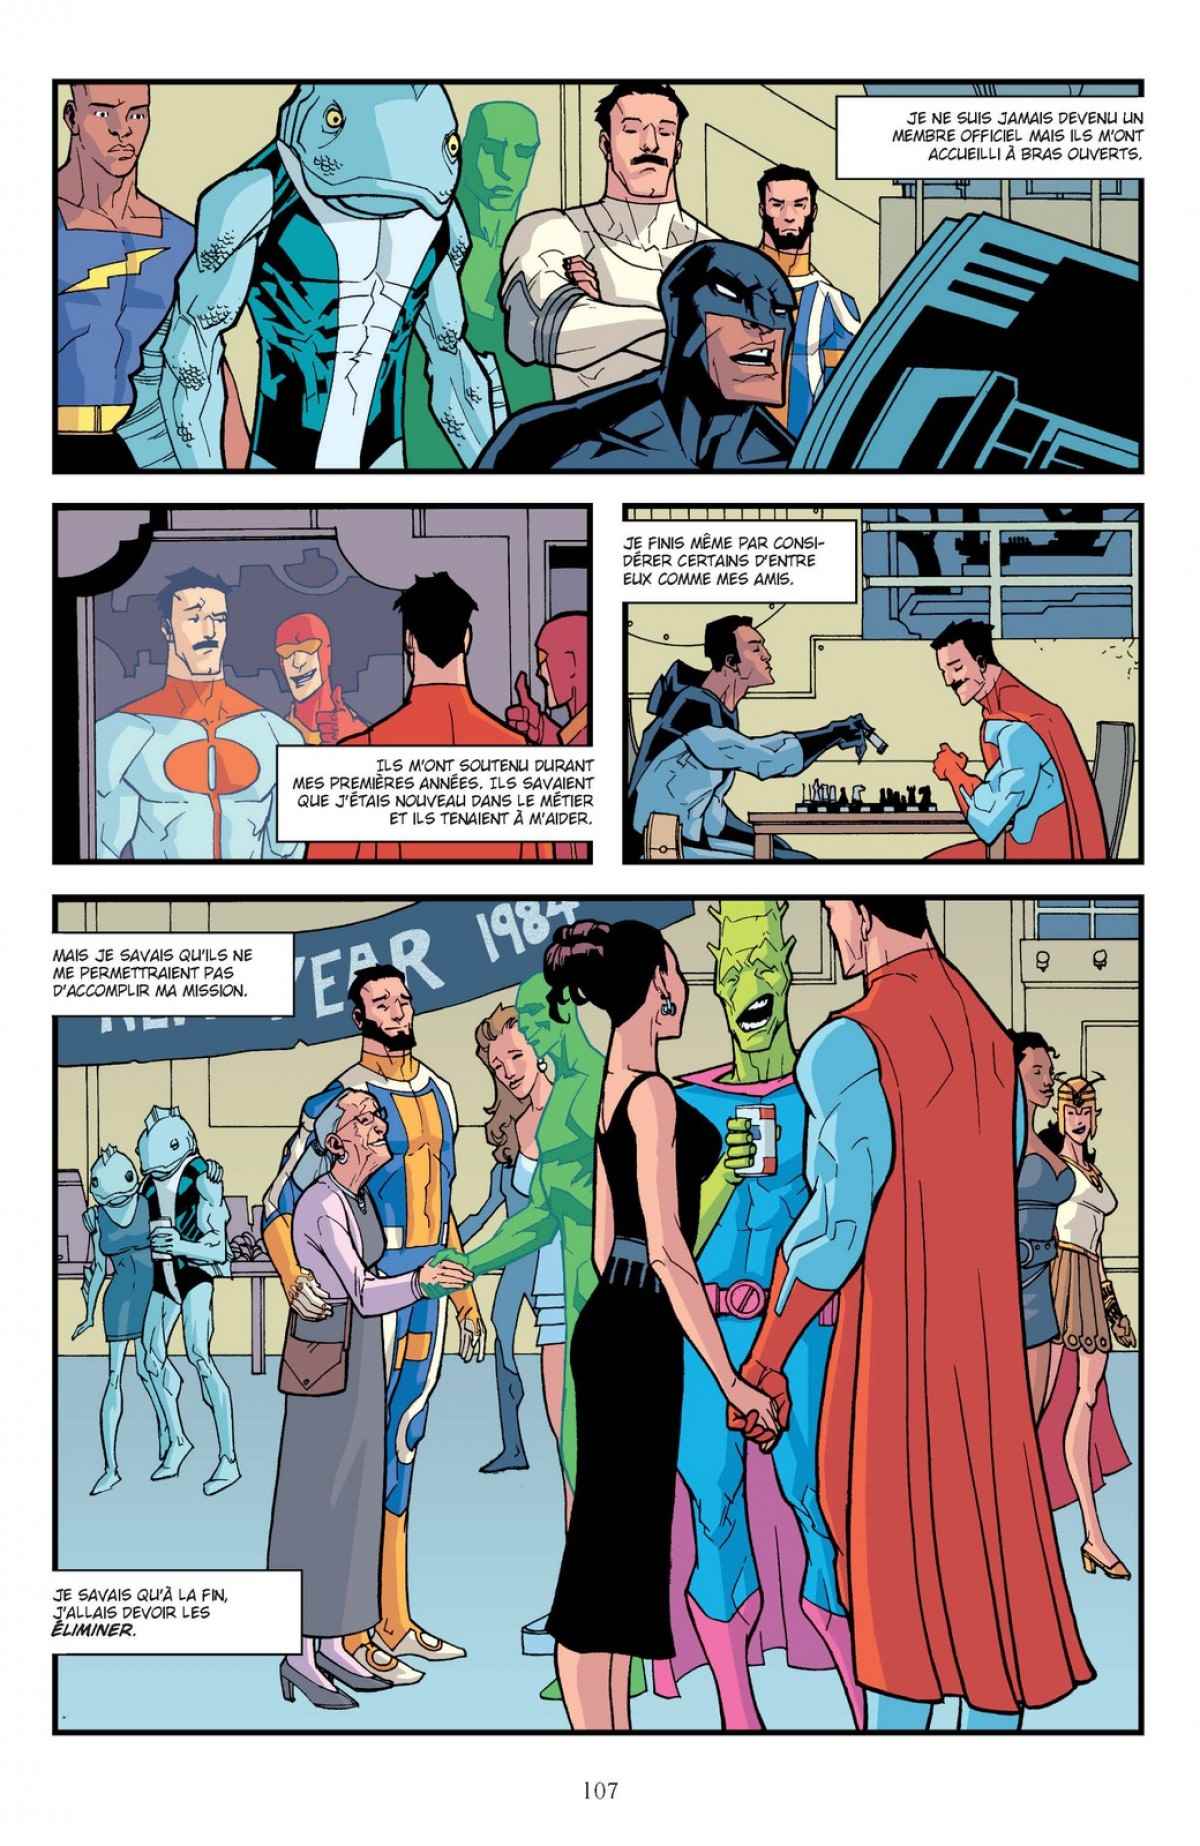 JE NE SUIS JAMAIS DEVENU UN
MEMBRE OFFICIEL MAIS ILS M'ONT
ACCUEILLI À BRAS OUVERTS.
ILS M'ONT SOUTENU DURANT
MES PREMIÈRES ANNÉES. ILS SAVAIENT
QUE J'ÉTAIS NOUVEAU DANS LE MÉTIER
ET ILS TENAIENT À M'AIDER.
JE FINIS MÊME PAR CONSI-
DÉRER CERTAINS D'ENTRE
EUX COMME MES AMIS.
MAIS JE SAVAIS QU'ILS NE
ME PERMETTRAIENT PAS
D'ACCOMPLIR MA MISSION.
NEW YEAR 1984
JE SAVAIS QU'À LA FIN,
J'ALLAIS DEVOIR LES
ÉLIMINER.
107